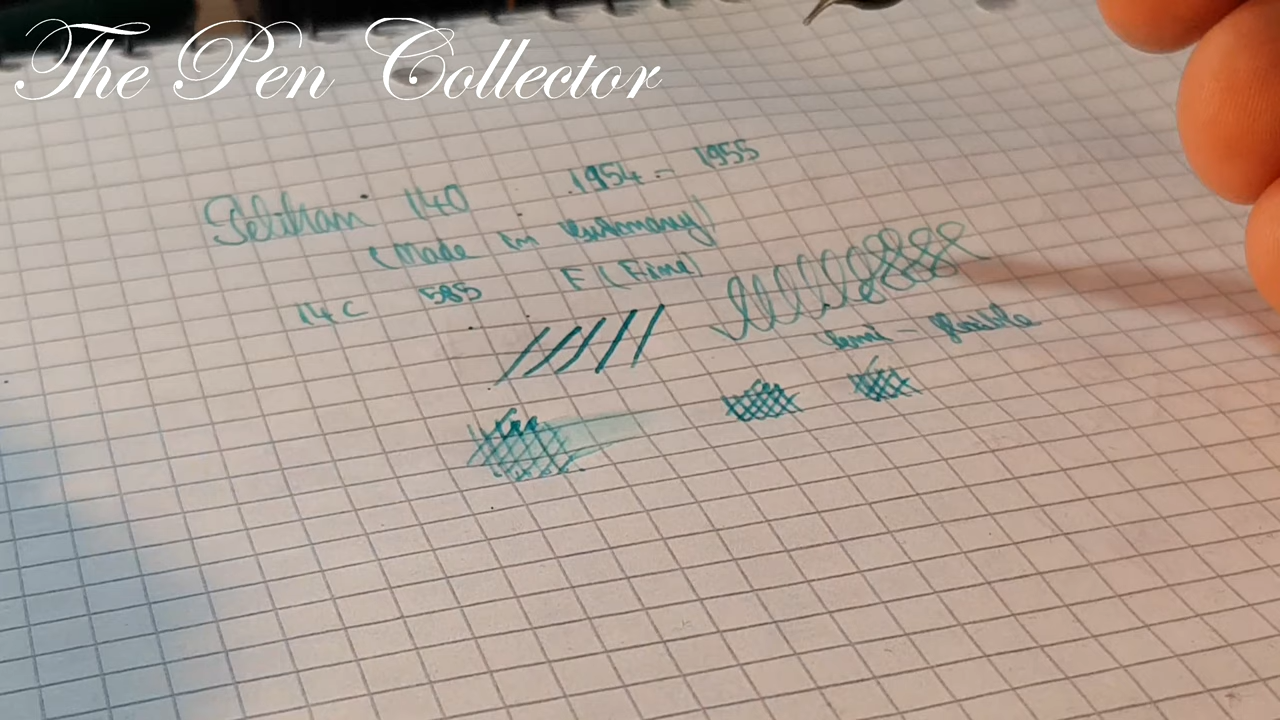 The Pen Collector
Pelikan 140 1954 - 1955
(Made in Germany)
14C 585 F (Fine)
Semi - flexible